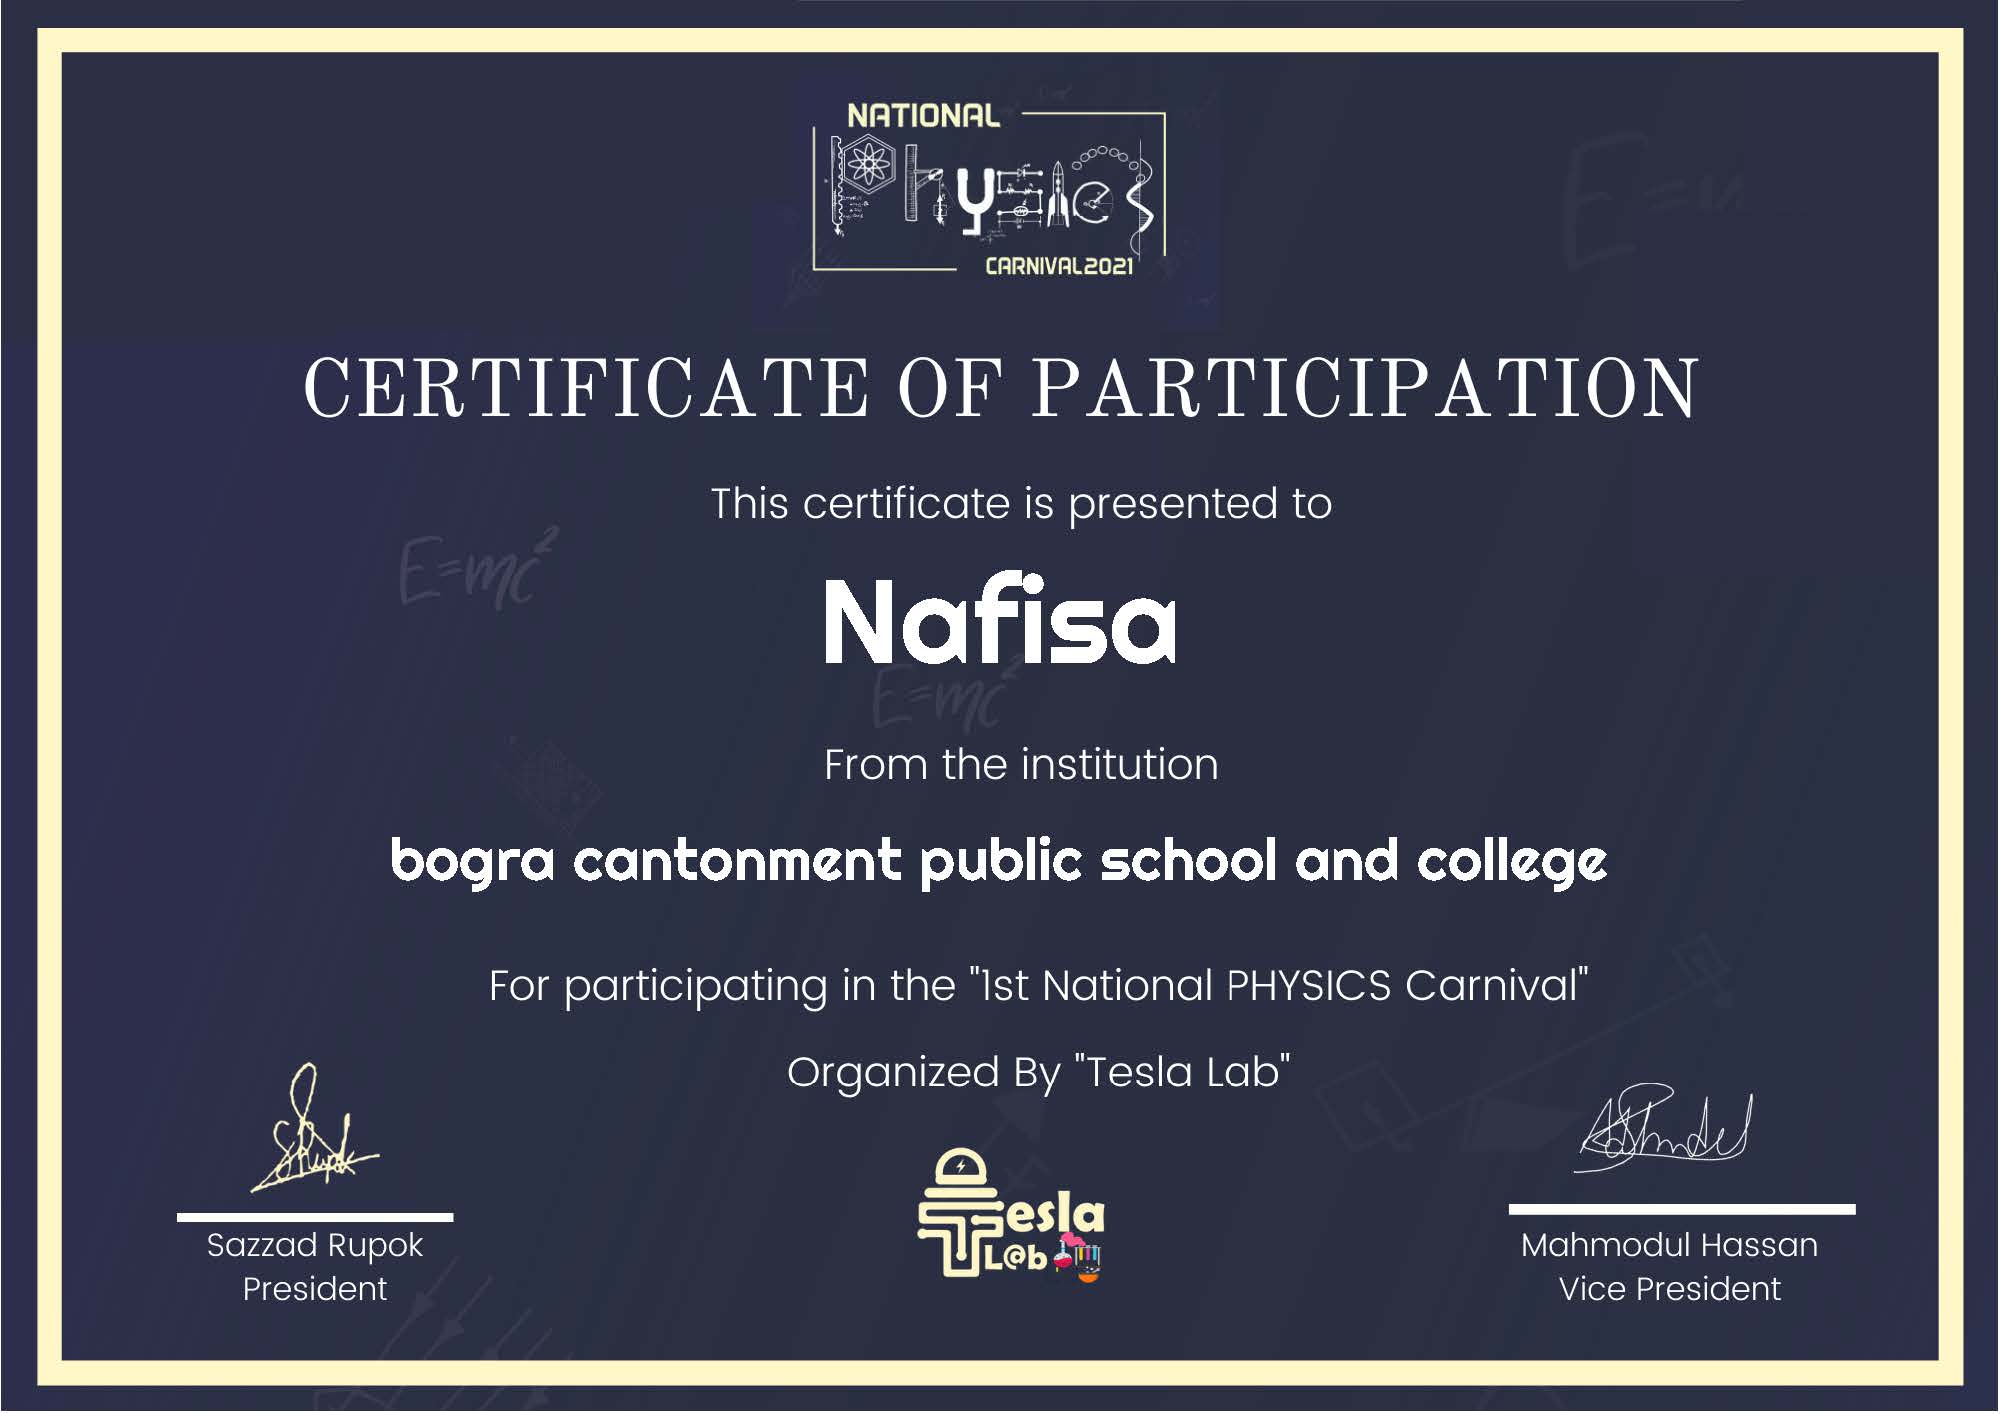 NATIONAL
Physics
CARNIVAL2021
CERTIFICATE OF PARTICIPATION
This certificate is presented to
E=mc²
Nafisa
E=mc²
From the institution
bogra cantonment public school and college
For participating in the "1st National PHYSICS Carnival"
Organized By "Tesla Lab"
Tesla
L@b
Sazzad Rupok
President
Mahmodul Hassan
Vice President